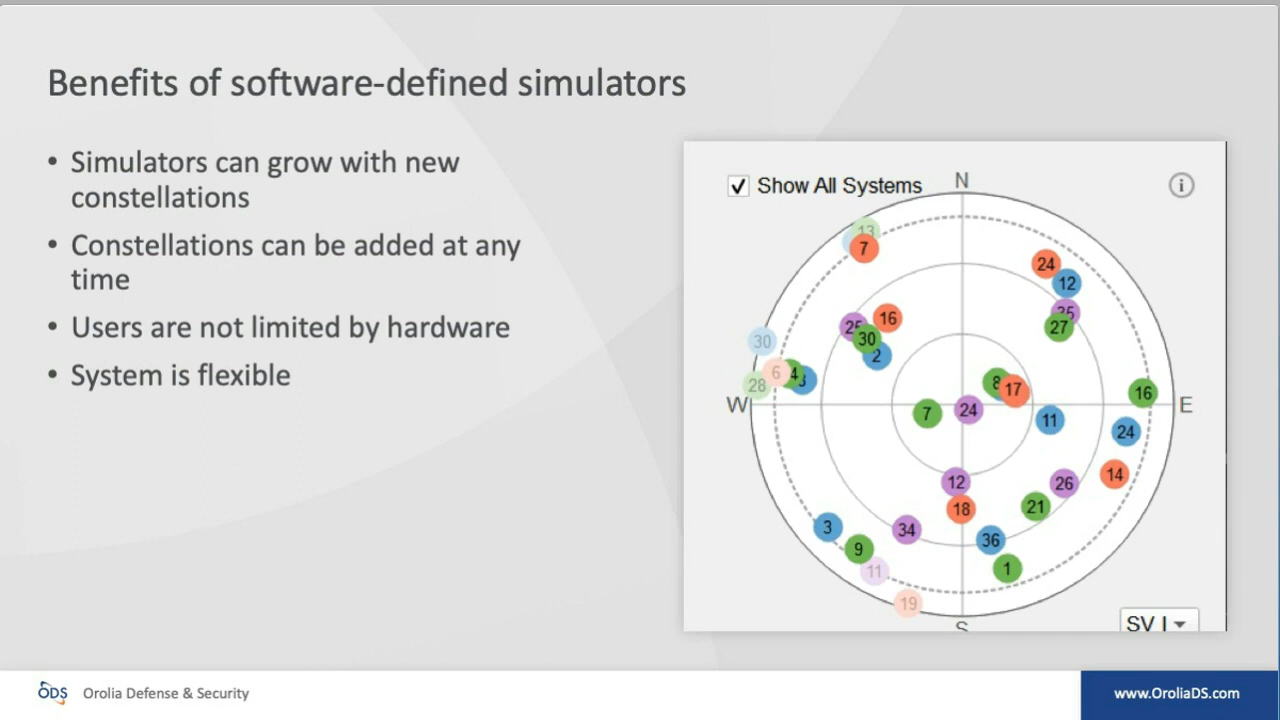 Benefits of software-defined simulators
• Simulators can grow with new
constellations
• Constellations can be added at any
time
• Users are not limited by hardware
• System is flexible
Show All Systems
N
i
13
7
24
12
25
27
16
25
30
2
30
6
4
3
28
W
8
17
16
E
7
24
11
24
14
12
26
18
21
34
3
36
9
1
11
19
S
SV I
ODS
Orolia Defense & Security
www.OroliaDS.com